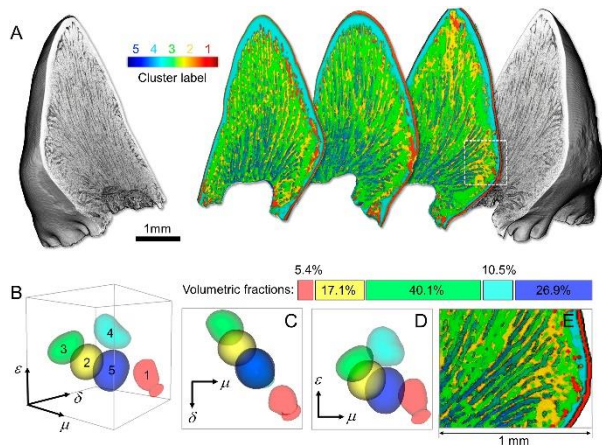 A
5 4 3 2 1
Cluster label
1mm
5.4%
10.5%
Volumetric fractions: 17.1% 40.1% 26.9%
B
3 4 2 5 1
ε
δ
μ
C
μ
δ
D
ε
μ
E
1 mm